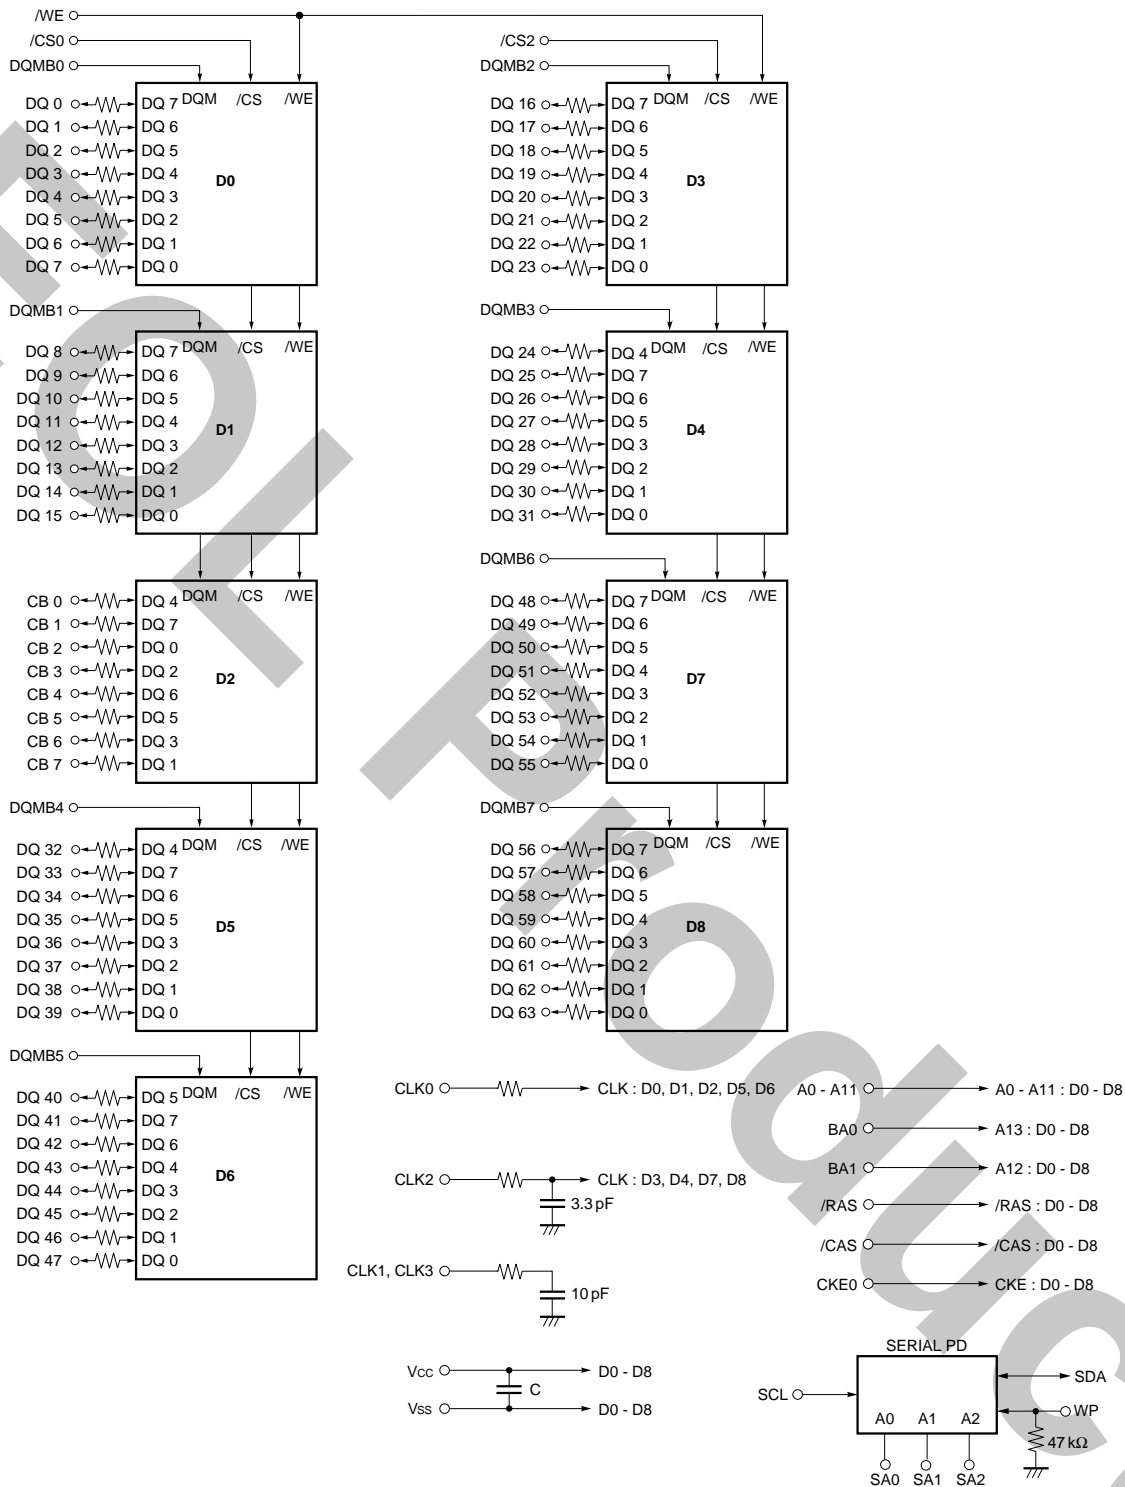 /WE
/CS0
DQMB0
DQM /CS /WE
DQ 0 DQ 7
DQ 1 DQ 6
DQ 2 DQ 5
DQ 3 DQ 4
D0
DQ 4 DQ 3
DQ 5 DQ 2
DQ 6 DQ 1
DQ 7 DQ 0
DQMB1
DQM /CS /WE
DQ 8 DQ 7
DQ 9 DQ 6
DQ 10 DQ 5
DQ 11 DQ 4
D1
DQ 12 DQ 3
DQ 13 DQ 2
DQ 14 DQ 1
DQ 15 DQ 0
DQM /CS /WE
CB 0 DQ 4
CB 1 DQ 7
CB 2 DQ 0
CB 3 DQ 2
D2
CB 4 DQ 6
CB 5 DQ 5
CB 6 DQ 3
CB 7 DQ 1
DQMB4
DQM /CS /WE
DQ 32 DQ 4
DQ 33 DQ 7
DQ 34 DQ 6
DQ 35 DQ 5
D5
DQ 36 DQ 3
DQ 37 DQ 2
DQ 38 DQ 1
DQ 39 DQ 0
DQMB5
DQM /CS /WE
DQ 40 DQ 5
DQ 41 DQ 7
DQ 42 DQ 6
DQ 43 DQ 4
D6
DQ 44 DQ 3
DQ 45 DQ 2
DQ 46 DQ 1
DQ 47 DQ 0
/CS2
DQMB2
DQM /CS /WE
DQ 16 DQ 7
DQ 17 DQ 6
DQ 18 DQ 5
DQ 19 DQ 4
D3
DQ 20 DQ 3
DQ 21 DQ 2
DQ 22 DQ 1
DQ 23 DQ 0
DQMB3
DQM /CS /WE
DQ 24 DQ 4
DQ 25 DQ 7
DQ 26 DQ 6
DQ 27 DQ 5
D4
DQ 28 DQ 3
DQ 29 DQ 2
DQ 30 DQ 1
DQ 31 DQ 0
DQMB6
DQM /CS /WE
DQ 48 DQ 7
DQ 49 DQ 6
DQ 50 DQ 5
DQ 51 DQ 4
D7
DQ 52 DQ 3
DQ 53 DQ 2
DQ 54 DQ 1
DQ 55 DQ 0
DQMB7
DQM /CS /WE
DQ 56 DQ 7
DQ 57 DQ 6
DQ 58 DQ 5
DQ 59 DQ 4
D8
DQ 60 DQ 3
DQ 61 DQ 2
DQ 62 DQ 1
DQ 63 DQ 0
CLK0 CLK : D0, D1, D2, D5, D6
CLK2 CLK : D3, D4, D7, D8
3.3 pF
CLK1, CLK3
10 pF
Vcc D0 - D8
C
Vss D0 - D8
A0 - A11 A0 - A11 : D0 - D8
BA0 A13 : D0 - D8
BA1 A12 : D0 - D8
/RAS /RAS : D0 - D8
/CAS /CAS : D0 - D8
CKE0 CKE : D0 - D8
SERIAL PD
SCL SDA
WP
A0 A1 A2
47 kΩ
SA0 SA1 SA2
EOL Product